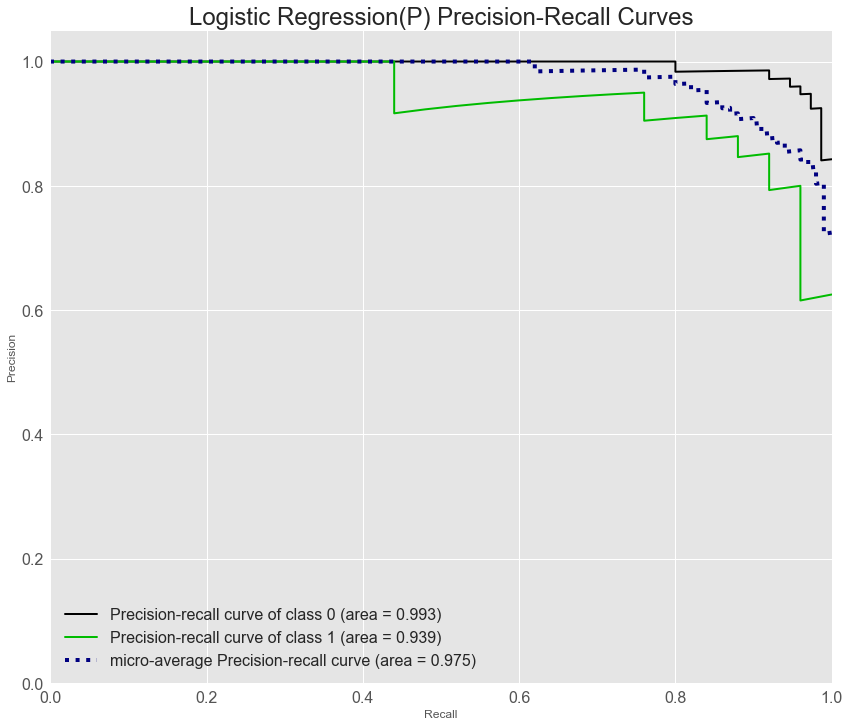 Logistic Regression(P) Precision-Recall Curves
1.0
0.8
0.6
0.4
0.2
0.0
Precision
Precision-recall curve of class 0 (area = 0.993)
Precision-recall curve of class 1 (area = 0.939)
micro-average Precision-recall curve (area = 0.975)
0.0 0.2 0.4 0.6 0.8 1.0
Recall